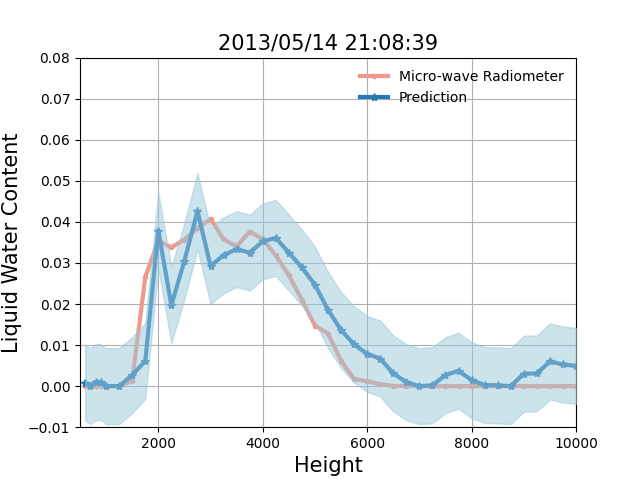 2013/05/14 21:08:39
Micro-wave Radiometer
Prediction
Liquid Water Content
0.08
0.07
0.06
0.05
0.04
0.03
0.02
0.01
0.00
−0.01
2000 4000 6000 8000 10000
Height